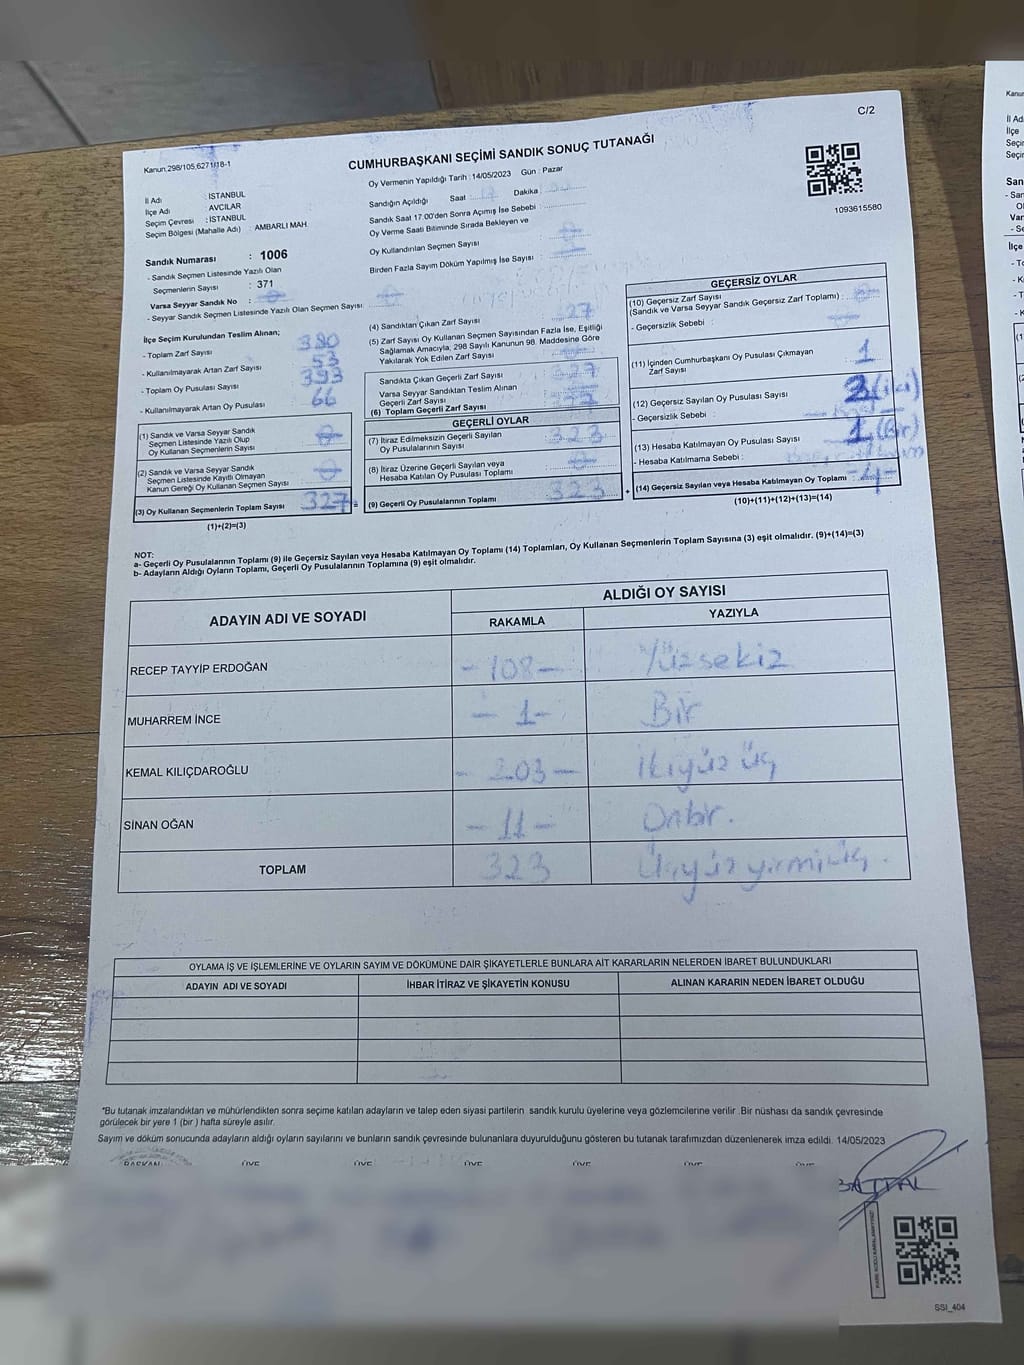 C/2
Kanun,298/105,6271/18-1
CUMHURBAŞKANI SEÇİMİ SANDIK SONUÇ TUTANAĞI
Oy Vermenin Yapıldığı Tarih : 14/05/2023 Gün : Pazar
1093615580
İl Adı : İSTANBUL
İlçe Adı : AVCILAR
Seçim Çevresi : İSTANBUL
Seçim Bölgesi (Mahalle Adı) : AMBARLI MAH.
Sandığın Açıldığı Saat : Dakika :
Sandık Saat 17:00'den Sonra Açımış İse Sebebi :
Oy Verme Saati Bitiminde Sırada Bekleyen ve
Oy Kullandırılan Seçmen Sayısı :
Birden Fazla Sayım Döküm Yapılmış İse Sayısı :
Sandık Numarası : 1006
- Sandık Seçmen Listesinde Yazılı Olan
Seçmenlerin Sayısı : 371
Varsa Seyyar Sandık No :
- Seyyar Sandık Seçmen Listesinde Yazılı Olan Seçmen Sayısı :
İlçe Seçim Kurulundan Teslim Alınan;
- Toplam Zarf Sayısı 380
- Kullanılmayarak Artan Zarf Sayısı 53
- Toplam Oy Pusulası Sayısı 393
- Kullanılmayarak Artan Oy Pusulası 66
(1) Sandık ve Varsa Seyyar Sandık
Seçmen Listesinde Yazılı Olup
Oy Kullanan Seçmenlerin Sayısı
(2) Sandık ve Varsa Seyyar Sandık
Seçmen Listesinde Kayıtlı Olmayan
Kanun Gereği Oy Kullanan Seçmen Sayısı
(3) Oy Kullanan Seçmenlerin Toplam Sayısı 327 =
(1)+(2)=(3)
(4) Sandıktan Çıkan Zarf Sayısı
(5) Zarf Sayısı Oy Kullanan Seçmen Sayısından Fazla İse, Eşitliği
Sağlamak Amacıyla, 298 Sayılı Kanunun 98. Maddesine Göre
Yakılarak Yok Edilen Zarf Sayısı
Sandıkta Çıkan Geçerli Zarf Sayısı 327
Varsa Seyyar Sandıktan Teslim Alınan
Geçerli Zarf Sayısı
(6) Toplam Geçerli Zarf Sayısı 327
GEÇERLİ OYLAR
(7) İtiraz Edilmeksizin Geçerli Sayılan
Oy Pusulalarının Sayısı 323
(8) İtiraz Üzerine Geçerli Sayılan veya
Hesaba Katılan Oy Pusulası Toplamı
(9) Geçerli Oy Pusulalarının Toplamı 323 +
GEÇERSİZ OYLAR
(10) Geçersiz Zarf Sayısı
(Sandık ve Varsa Seyyar Sandık Geçersiz Zarf Toplamı) :
- Geçersizlik Sebebi :
(11) İçinden Cumhurbaşkanı Oy Pusulası Çıkmayan
Zarf Sayısı 1
(12) Geçersiz Sayılan Oy Pusulası Sayısı 2 (iki)
- Geçersizlik Sebebi :
(13) Hesaba Katılmayan Oy Pusulası Sayısı 1 (Bir)
- Hesaba Katılmama Sebebi :
(14) Geçersiz Sayılan veya Hesaba Katılmayan Oy Toplamı : -4-
(10)+(11)+(12)+(13)=(14)
NOT:
a- Geçerli Oy Pusulalarının Toplamı (9) ile Geçersiz Sayılan veya Hesaba Katılmayan Oy Toplamı (14) Toplamları, Oy Kullanan Seçmenlerin Toplam Sayısına (3) eşit olmalıdır. (9)+(14)=(3)
b- Adayların Aldığı Oyların Toplamı, Geçerli Oy Pusulalarının Toplamına (9) eşit olmalıdır.
ADAYIN ADI VE SOYADI
ALDIĞI OY SAYISI
RAKAMLA YAZIYLA
RECEP TAYYİP ERDOĞAN - 108 - Yüzsekiz
MUHARREM İNCE - 1 - Bir
KEMAL KILIÇDAROĞLU - 203 - İkiyüz üç
SİNAN OĞAN - 11 - Onbir.
TOPLAM 323 Üçyüz yirmiüç.
OYLAMA İŞ VE İŞLEMLERİNE VE OYLARIN SAYIM VE DÖKÜMÜNE DAİR ŞİKAYETLERLE BUNLARA AİT KARARLARIN NELERDEN İBARET BULUNDUKLARI
ADAYIN ADI VE SOYADI İHBAR İTİRAZ VE ŞİKAYETİN KONUSU ALINAN KARARIN NEDEN İBARET OLDUĞU
*Bu tutanak imzalandıktan ve mühürlendikten sonra seçime katılan adayların ve talep eden siyasi partilerin sandık kurulu üyelerine veya gözlemcilerine verilir .Bir nüshası da sandık çevresinde
görülecek bir yere 1 (bir ) hafta süreyle asılır.
Sayım ve döküm sonucunda adayların aldığı oyların sayılarını ve bunların sandık çevresinde bulunanlara duyurulduğunu gösteren bu tutanak tarafımızdan düzenlenerek imza edildi. 14/05/2023
BAŞKAN ÜYE ÜYE ÜYE ÜYE ÜYE ÜYE
BATTAL
SSI_404